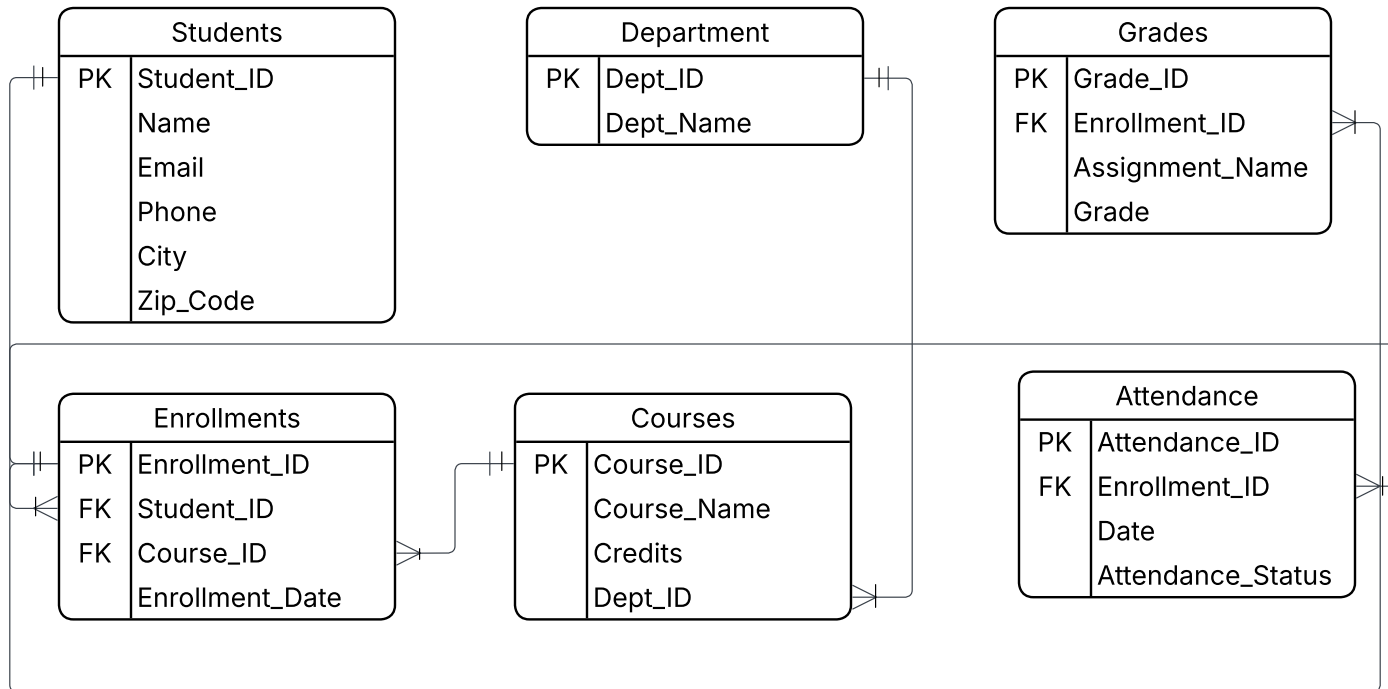 Students
PK Student_ID
Name
Email
Phone
City
Zip_Code
Department
PK Dept_ID
Dept_Name
Grades
PK Grade_ID
FK Enrollment_ID
Assignment_Name
Grade
Enrollments
PK Enrollment_ID
FK Student_ID
FK Course_ID
Enrollment_Date
Courses
PK Course_ID
Course_Name
Credits
Dept_ID
Attendance
PK Attendance_ID
FK Enrollment_ID
Date
Attendance_Status